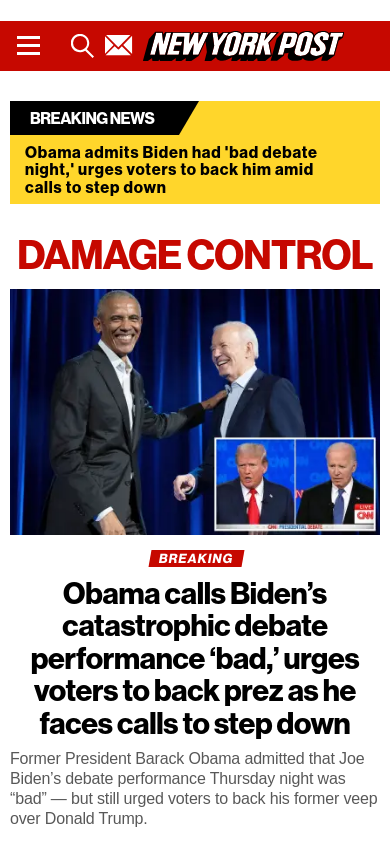 NEW YORK POST
BREAKING NEWS
Obama admits Biden had 'bad debate
night,' urges voters to back him amid
calls to step down
DAMAGE CONTROL
LIVE
CNN
CNN PRESIDENTIAL DEBATE
BREAKING
Obama calls Biden’s
catastrophic debate
performance ‘bad,’ urges
voters to back prez as he
faces calls to step down
Former President Barack Obama admitted that Joe
Biden’s debate performance Thursday night was
“bad” — but still urged voters to back his former veep
over Donald Trump.